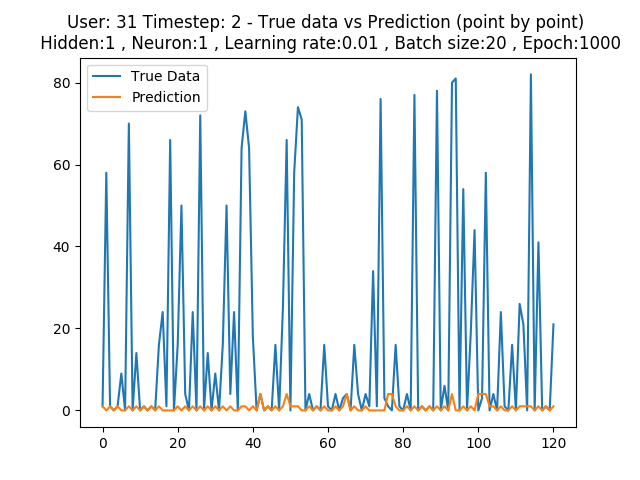 User: 31 Timestep: 2 - True data vs Prediction (point by point)
Hidden:1 , Neuron:1 , Learning rate:0.01 , Batch size:20 , Epoch:1000
True Data
Prediction
80
60
40
20
0
0 20 40 60 80 100 120